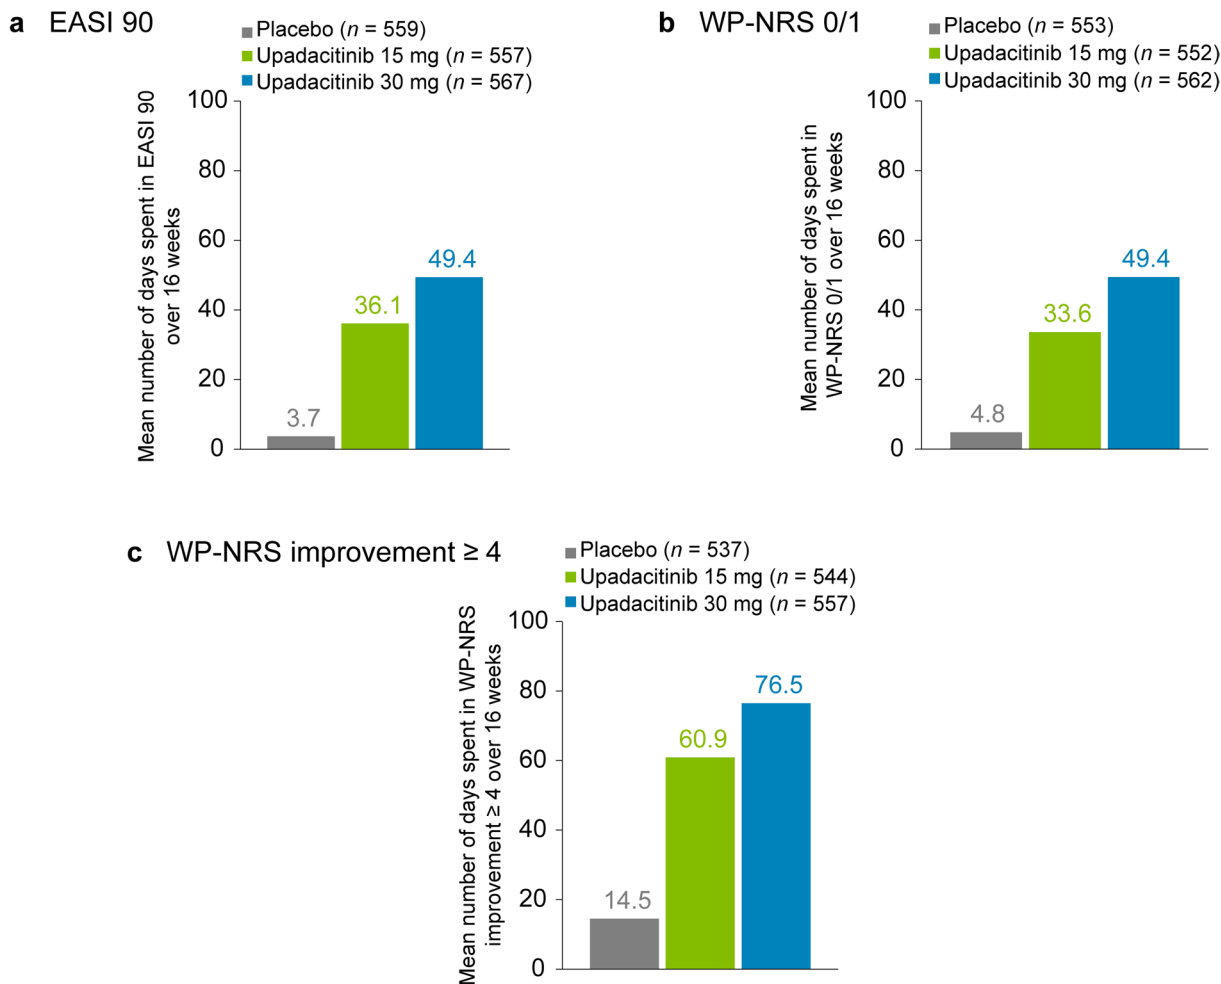 a EASI 90
Placebo (n = 559)
Upadacitinib 15 mg (n = 557)
Upadacitinib 30 mg (n = 567)
Mean number of days spent in EASI 90
over 16 weeks
100
80
60
40
20
0
3.7
36.1
49.4
b WP-NRS 0/1
Placebo (n = 553)
Upadacitinib 15 mg (n = 552)
Upadacitinib 30 mg (n = 562)
Mean number of days spent in
WP-NRS 0/1 over 16 weeks
100
80
60
40
20
0
4.8
33.6
49.4
c WP-NRS improvement ≥ 4
Placebo (n = 537)
Upadacitinib 15 mg (n = 544)
Upadacitinib 30 mg (n = 557)
Mean number of days spent in WP-NRS
improvement ≥ 4 over 16 weeks
100
80
60
40
20
0
14.5
60.9
76.5